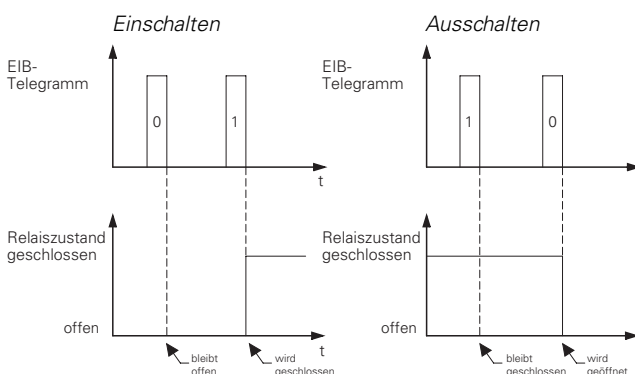 Einschalten
EIB-
Telegramm
0
1
t
Relaiszustand
geschlossen
offen
t
bleibt
offen
wird
geschlossen
Ausschalten
EIB-
Telegramm
1
0
Relaiszustand
geschlossen
offen
bleibt
geschlossen
wird
geöffnet